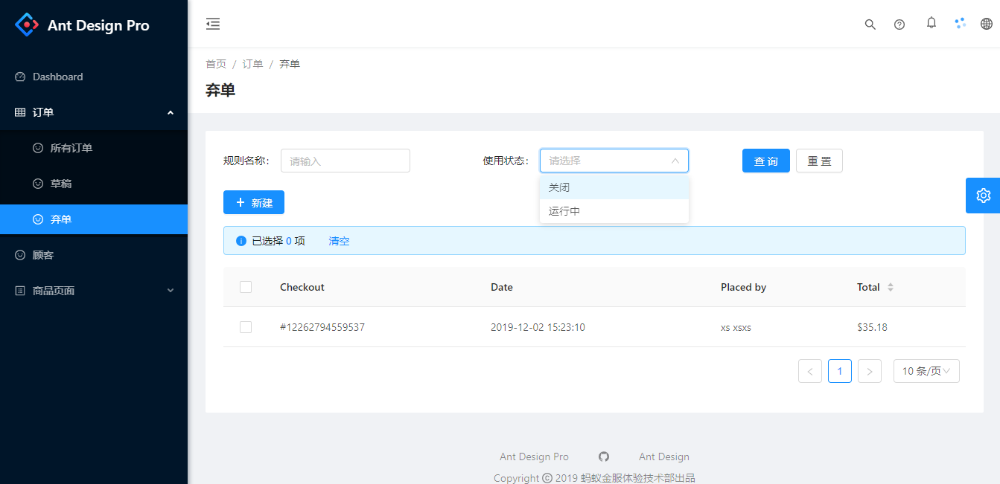 Ant Design Pro
Dashboard
订单
所有订单
草稿
弃单
顾客
商品页面
首页 / 订单 / 弃单
弃单
规则名称: 请输入 使用状态: 请选择 查 询 重 置
关闭
运行中
+ 新建
已选择 0 项 清空
Checkout Date Placed by Total
#12262794559537 2019-12-02 15:23:10 xs xsxs $35.18
< 1 > 10 条/页
Ant Design Pro Ant Design
Copyright © 2019 蚂蚁金服体验技术部出品